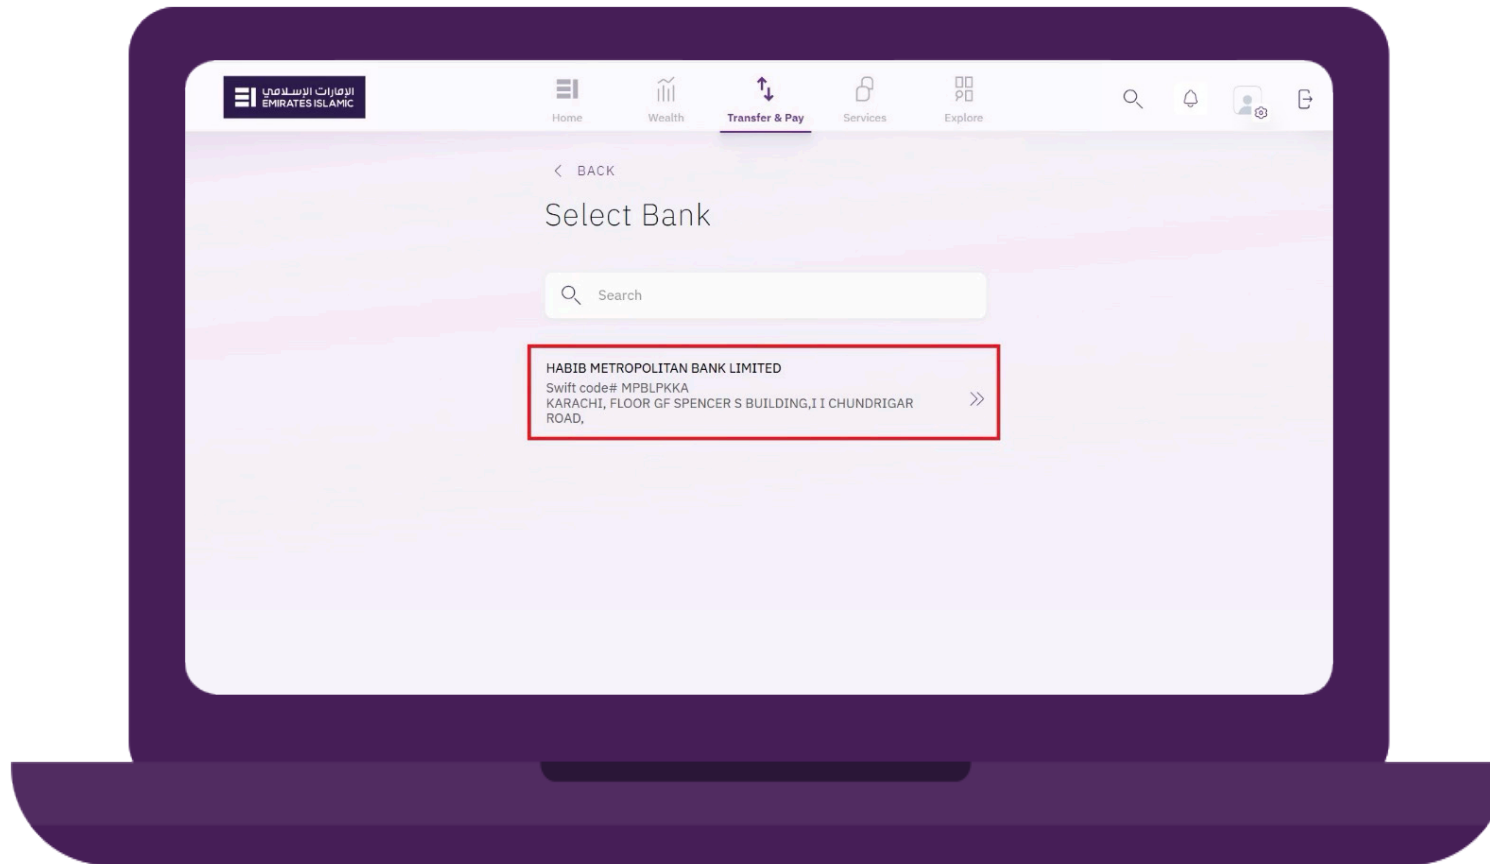 الإمارات الإسلامي
EMIRATES ISLAMIC
Home
Wealth
Transfer & Pay
Services
Explore
BACK
Select Bank
Search
HABIB METROPOLITAN BANK LIMITED
Swift code# MPBLPKKA
KARACHI, FLOOR GF SPENCER S BUILDING,I I CHUNDRIGAR
ROAD,